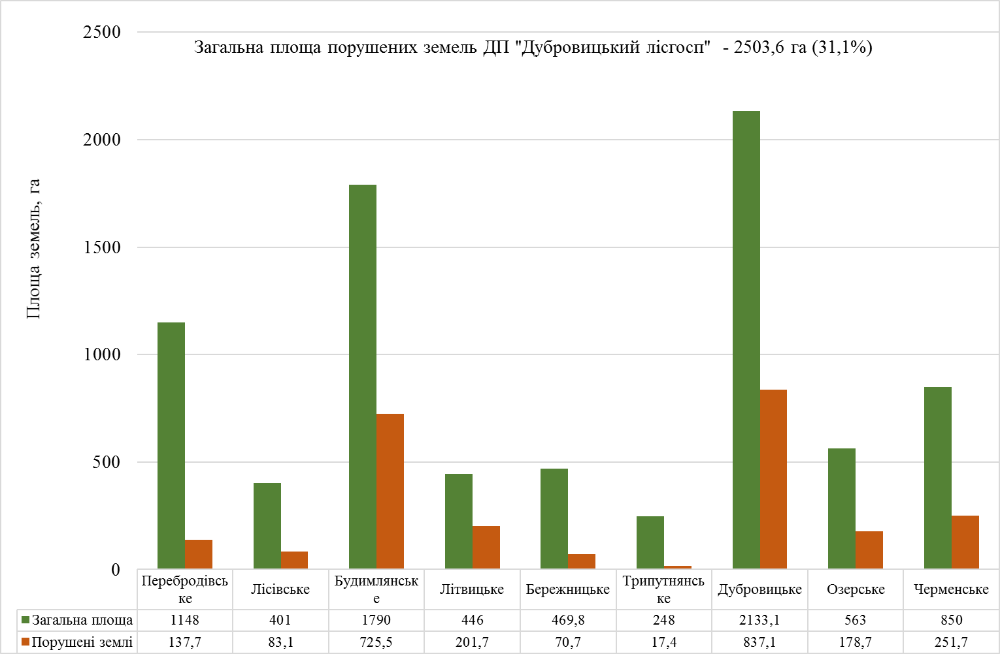 2500
Загальна площа порушених земель ДП "Дубровицький лісгосп" - 2503,6 га (31,1%)
2000
1500
1000
500
0
Площа земель, га
Перебродівсь
ке
Лісівське
Будимлянськ
е
Літвицьке
Бережницьке
Трипутнянсь
ке
Дубровицьке
Озерське
Черменське
Загальна площа 1148 401 1790 446 469,8 248 2133,1 563 850
Порушені землі 137,7 83,1 725,5 201,7 70,7 17,4 837,1 178,7 251,7